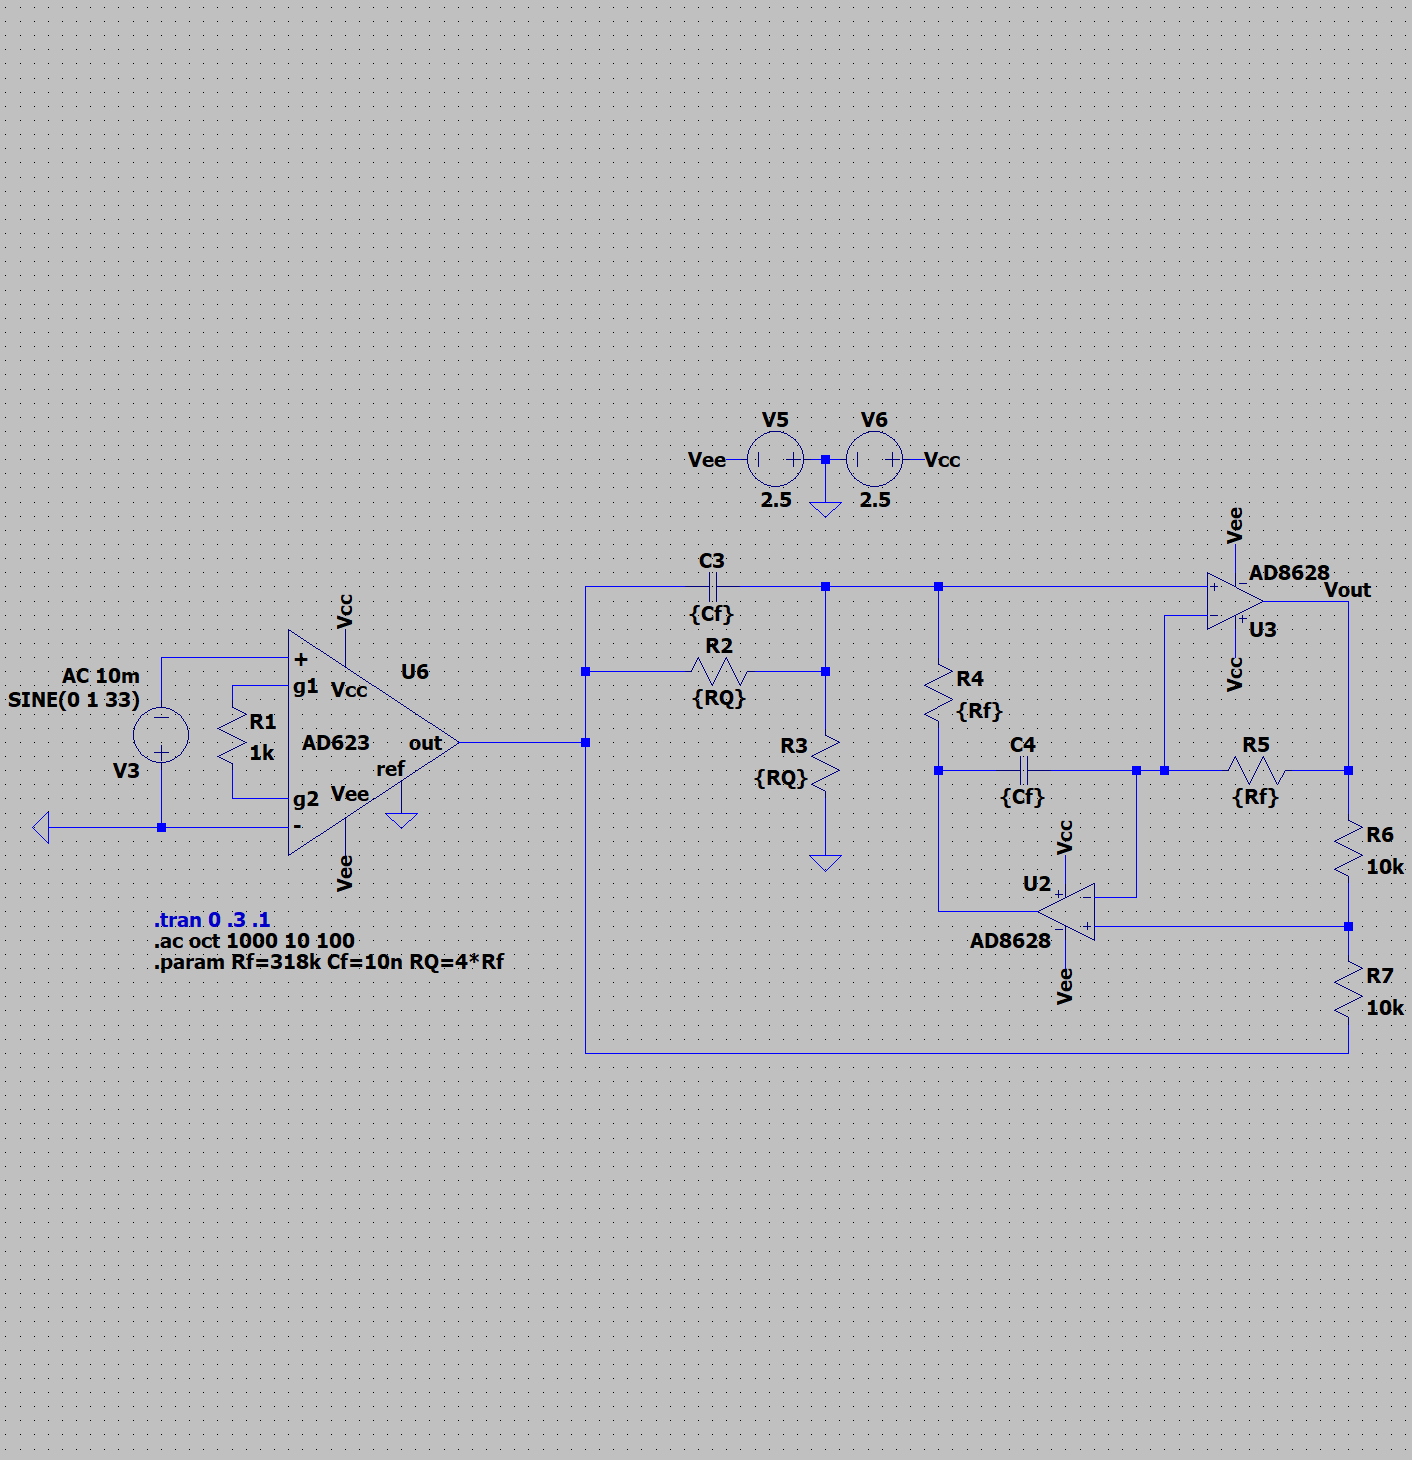 V5
V6
Vee
Vcc
2.5
2.5
Vee
C3
AD8628
Vout
Vcc
{Cf}
U3
R2
AC 10m
+
U6
R4
SINE(0 1 33)
g1
Vcc
{RQ}
{Rf}
Vcc
R1
AD623
out
R3
C4
R5
1k
V3
ref
{RQ}
{Cf}
{Rf}
g2
Vee
-
Vcc
R6
Vee
10k
U2
.tran 0 .3 .1
AD8628
.ac oct 1000 10 100
.param Rf=318k Cf=10n RQ=4*Rf
Vee
R7
10k